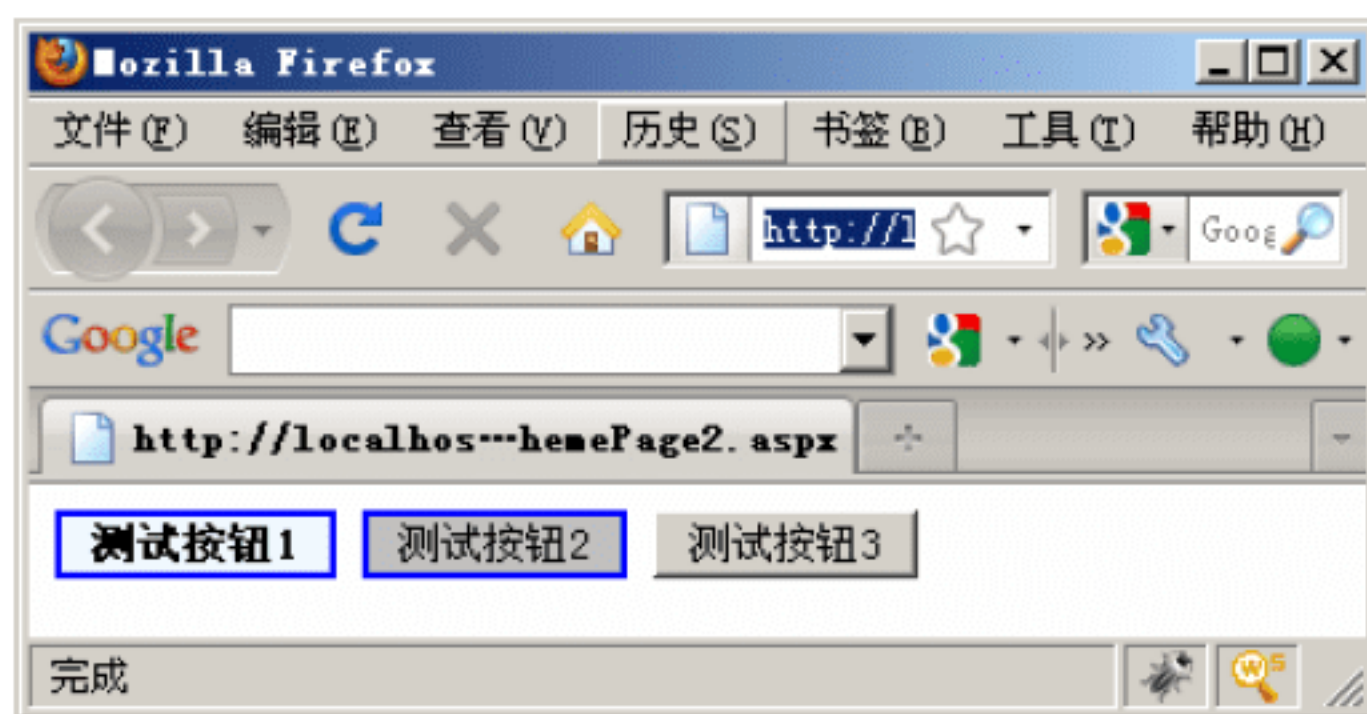 Mozilla Firefox
文件(F) 编辑(E) 查看(V) 历史(S) 书签(B) 工具(T) 帮助(H)
http://l Goog
Google
http://localhos···hemePage2.aspx
测试按钮1 测试按钮2 测试按钮3
完成